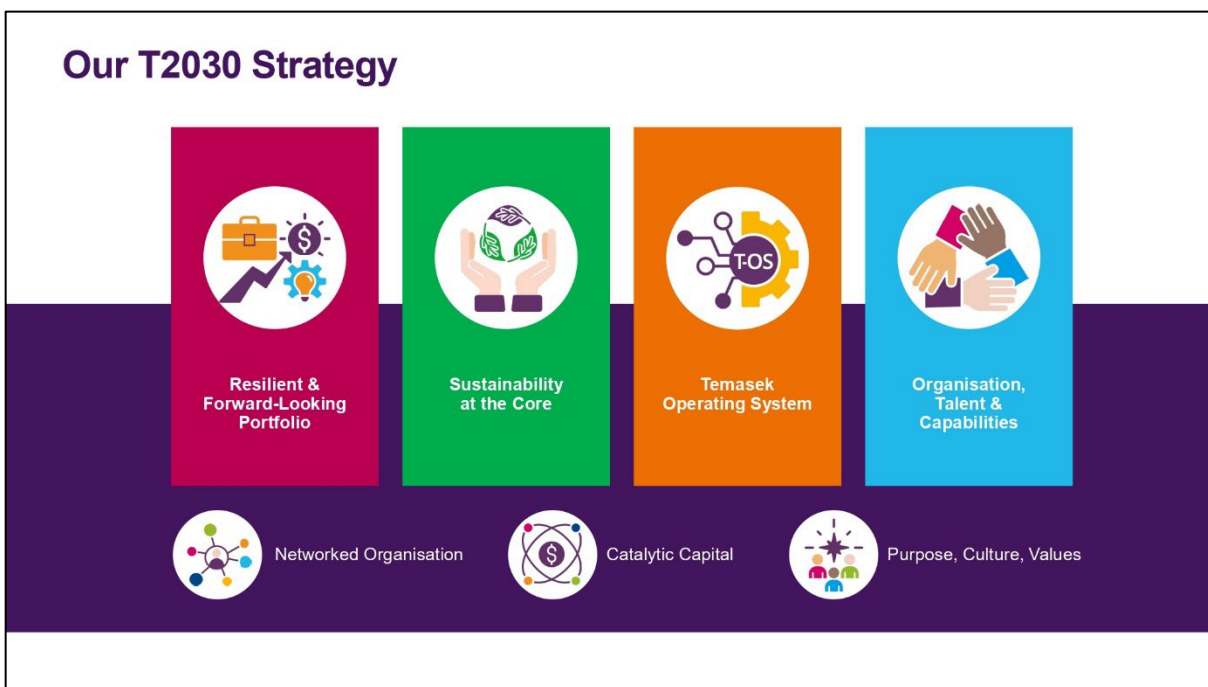 Our T2030 Strategy
$
T-OS
Resilient &
Forward-Looking
Portfolio
Sustainability
at the Core
Temasek
Operating System
Organisation,
Talent &
Capabilities
Networked Organisation
$
Catalytic Capital
Purpose, Culture, Values